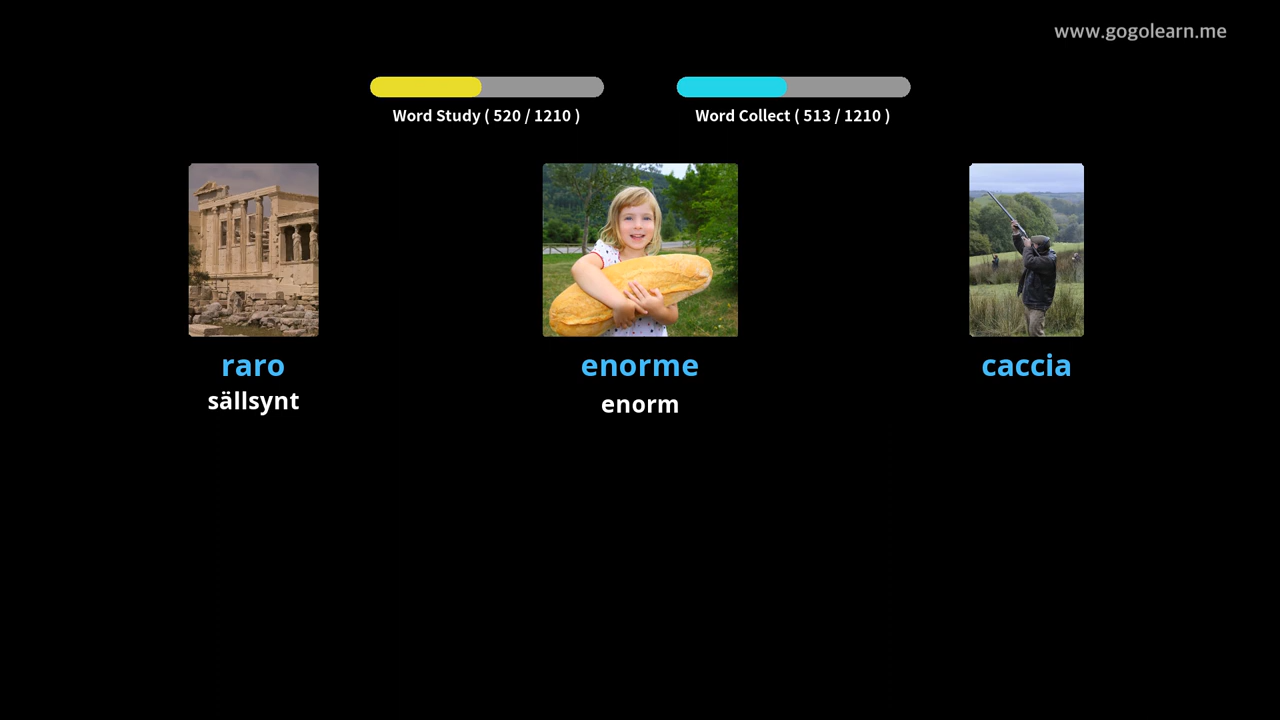 www.gogolearn.me
Word Study ( 520 / 1210 )
Word Collect ( 513 / 1210 )
raro
sällsynt
enorme
enorm
caccia